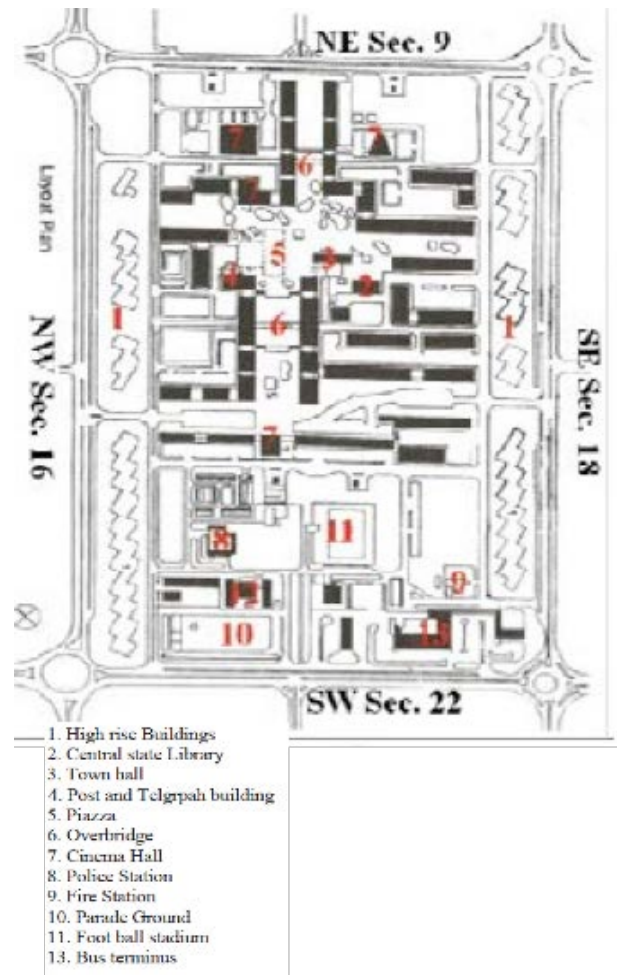 NE Sec. 9
7
7
6
Layout Plan
5
3
2
4
1
6
1
NW Sec. 16
SE Sec. 18
7
8
11
9
12
10
13
SW Sec. 22
1. High rise Buildings
2. Central state Library
3. Town hall
4. Post and Telgrpah building
5. Piazza
6. Overbridge
7. Cinema Hall
8. Police Station
9. Fire Station
10. Parade Ground
11. Foot ball stadium
13. Bus terminus